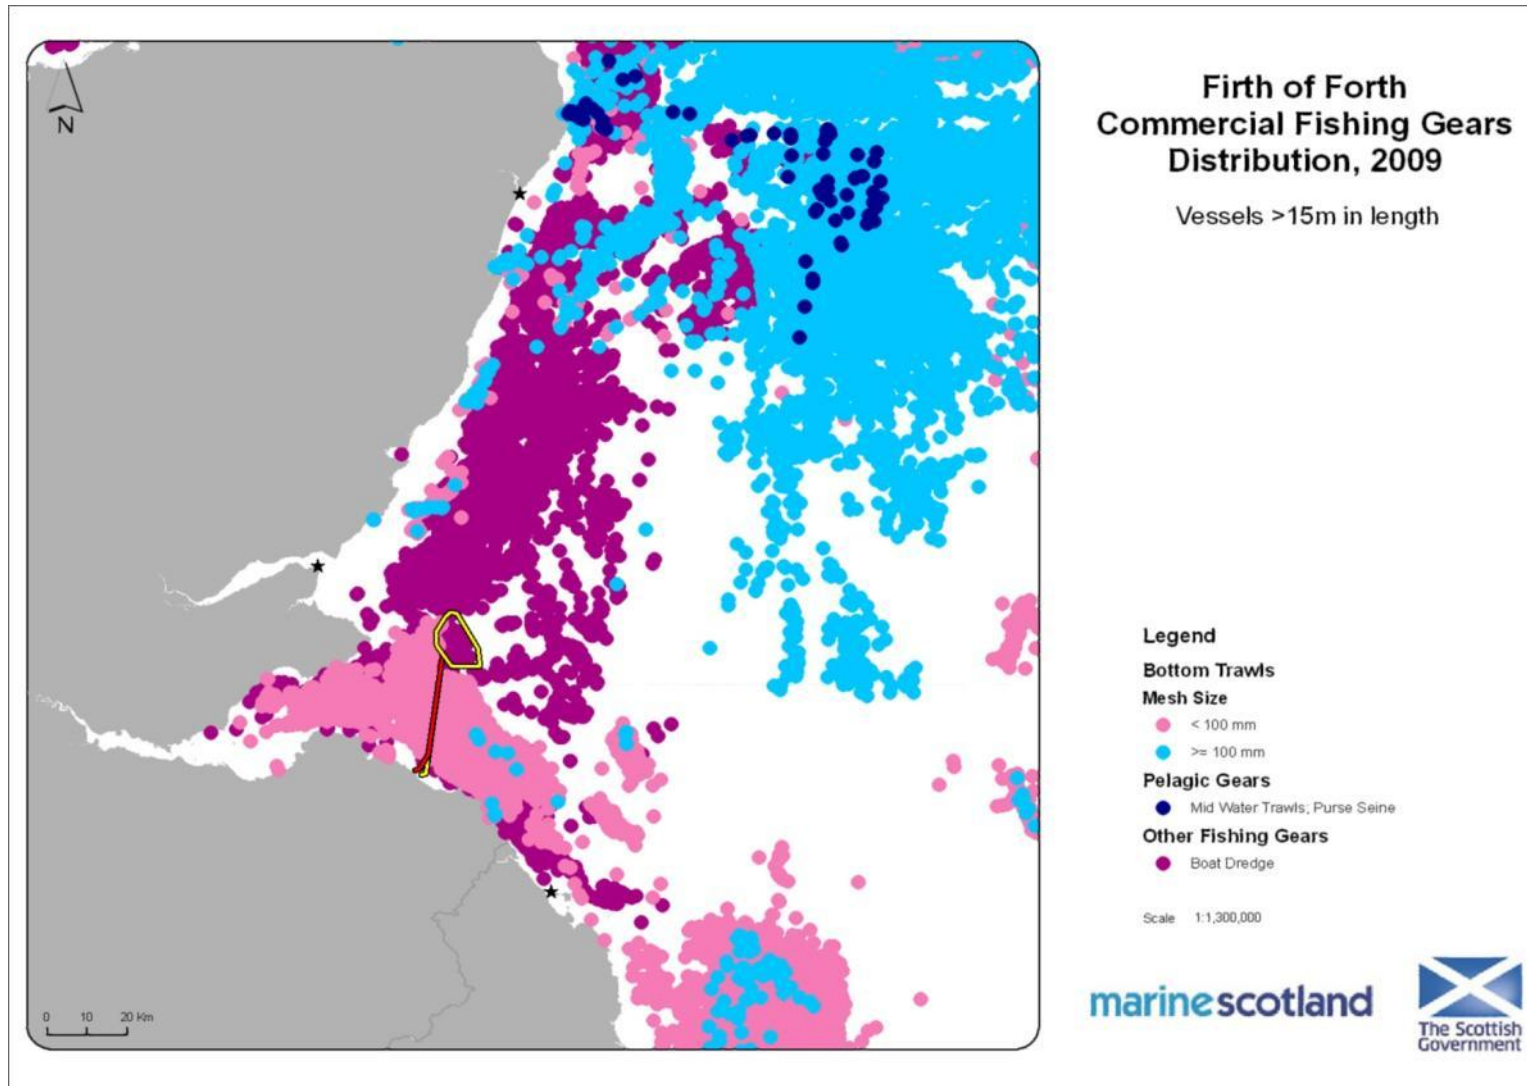 N
Firth of Forth
Commercial Fishing Gears
Distribution, 2009
Vessels >15m in length
Legend
Bottom Trawls
Mesh Size
< 100 mm
>= 100 mm
Pelagic Gears
Mid Water Trawls; Purse Seine
Other Fishing Gears
Boat Dredge
Scale 1:1,300,000
0 10 20 Km
marinescotland
The Scottish
Government